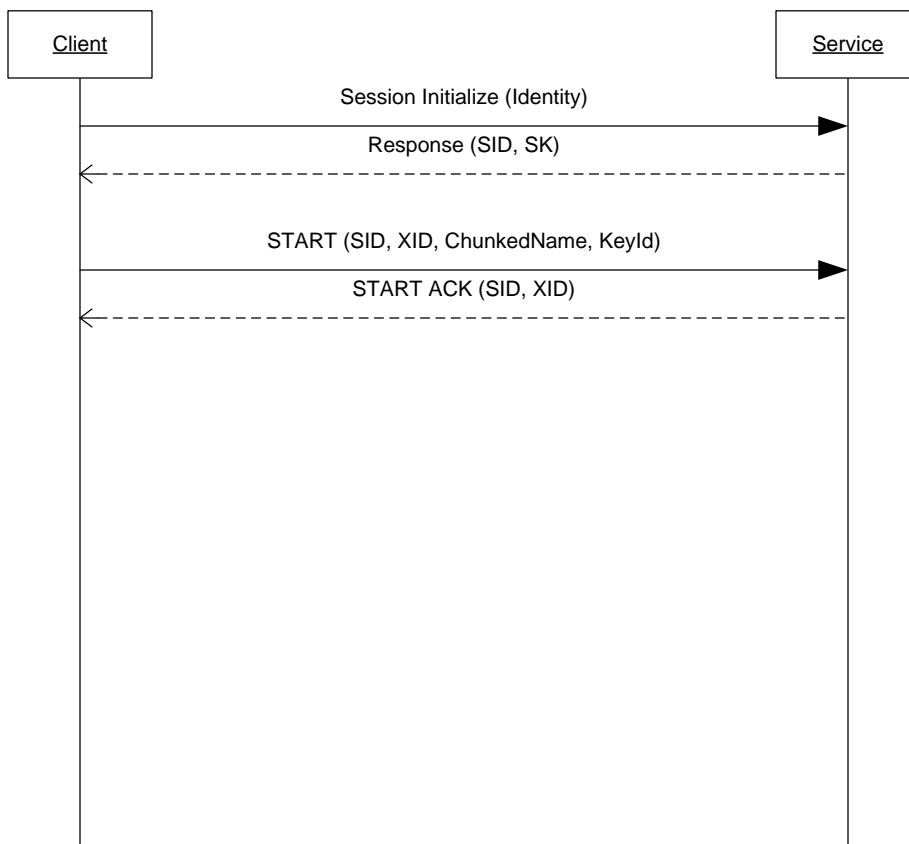 Client
Service
Session Initialize (Identity)
Response (SID, SK)
START (SID, XID, ChunkedName, KeyId)
START ACK (SID, XID)